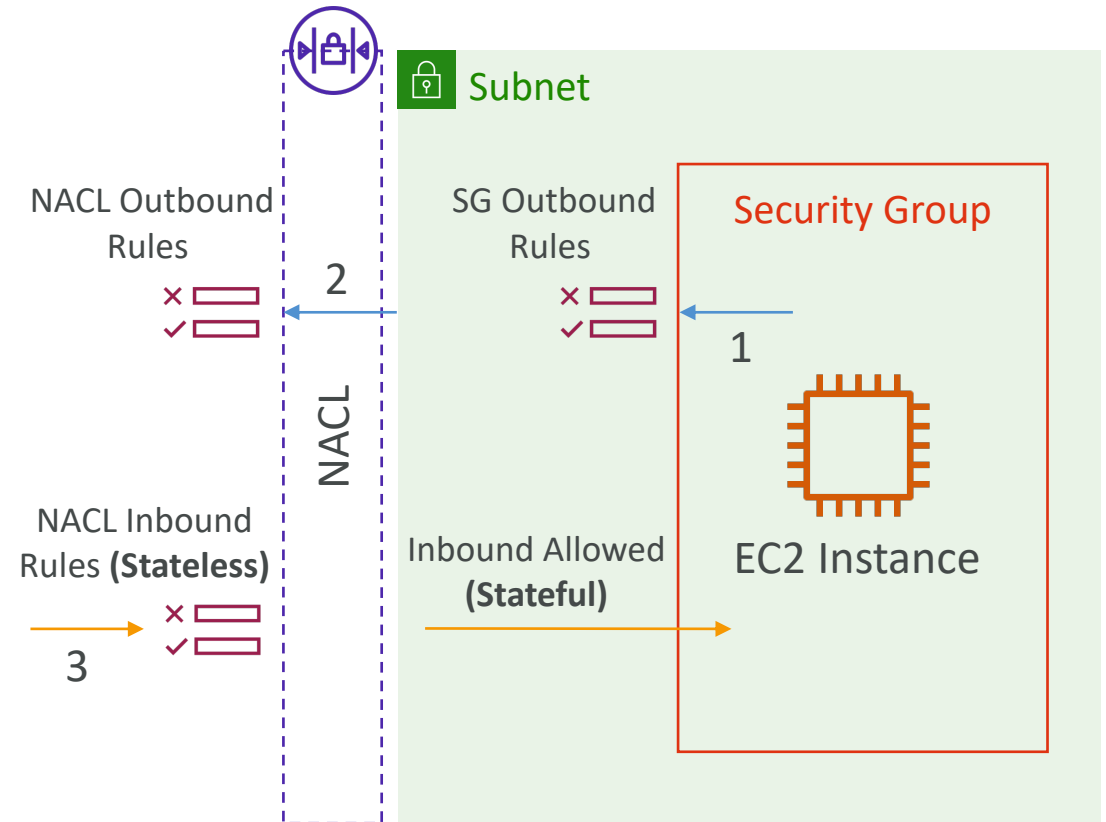 Subnet
NACL Outbound
Rules
2
SG Outbound
Rules
Security Group
1
NACL
NACL Inbound
Rules (Stateless)
3
Inbound Allowed
(Stateful)
EC2 Instance